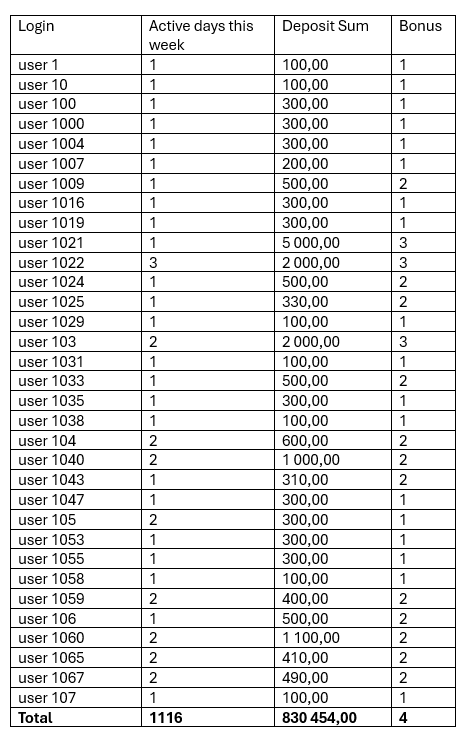 Login Active days this week Deposit Sum Bonus
user 1 1 100,00 1
user 10 1 100,00 1
user 100 1 300,00 1
user 1000 1 300,00 1
user 1004 1 300,00 1
user 1007 1 200,00 1
user 1009 1 500,00 2
user 1016 1 300,00 1
user 1019 1 300,00 1
user 1021 1 5 000,00 3
user 1022 3 2 000,00 3
user 1024 1 500,00 2
user 1025 1 330,00 2
user 1029 1 100,00 1
user 103 2 2 000,00 3
user 1031 1 100,00 1
user 1033 1 500,00 2
user 1035 1 300,00 1
user 1038 1 100,00 1
user 104 2 600,00 2
user 1040 2 1 000,00 2
user 1043 1 310,00 2
user 1047 1 300,00 1
user 105 2 300,00 1
user 1053 1 300,00 1
user 1055 1 300,00 1
user 1058 1 100,00 1
user 1059 2 400,00 2
user 106 1 500,00 2
user 1060 2 1 100,00 2
user 1065 2 410,00 2
user 1067 2 490,00 2
user 107 1 100,00 1
Total 1116 830 454,00 4